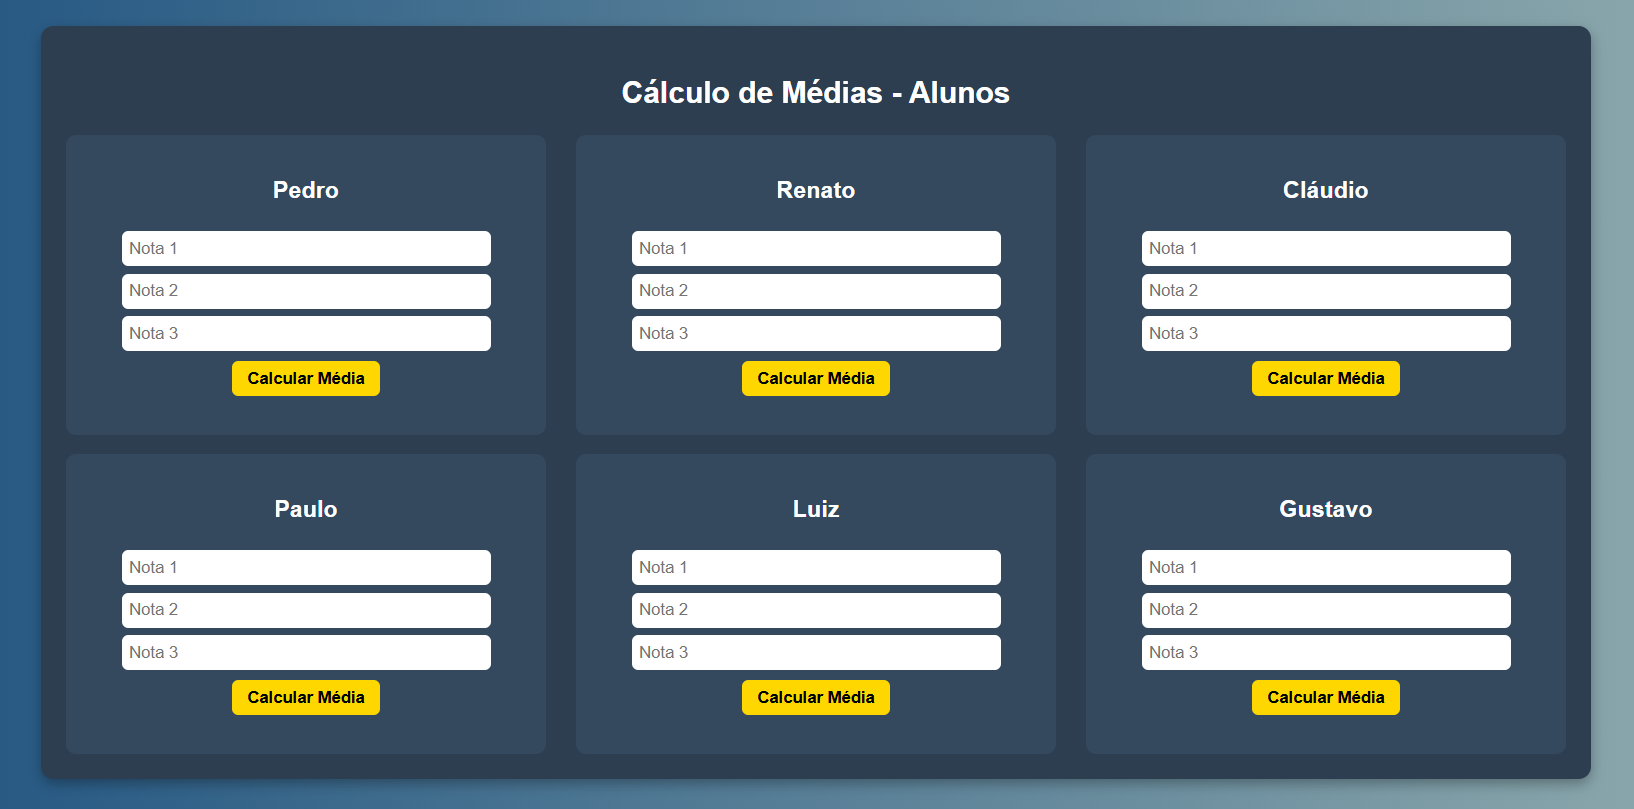 Cálculo de Médias - Alunos
Pedro
Nota 1
Nota 2
Nota 3
Calcular Média
Renato
Nota 1
Nota 2
Nota 3
Calcular Média
Cláudio
Nota 1
Nota 2
Nota 3
Calcular Média
Paulo
Nota 1
Nota 2
Nota 3
Calcular Média
Luiz
Nota 1
Nota 2
Nota 3
Calcular Média
Gustavo
Nota 1
Nota 2
Nota 3
Calcular Média